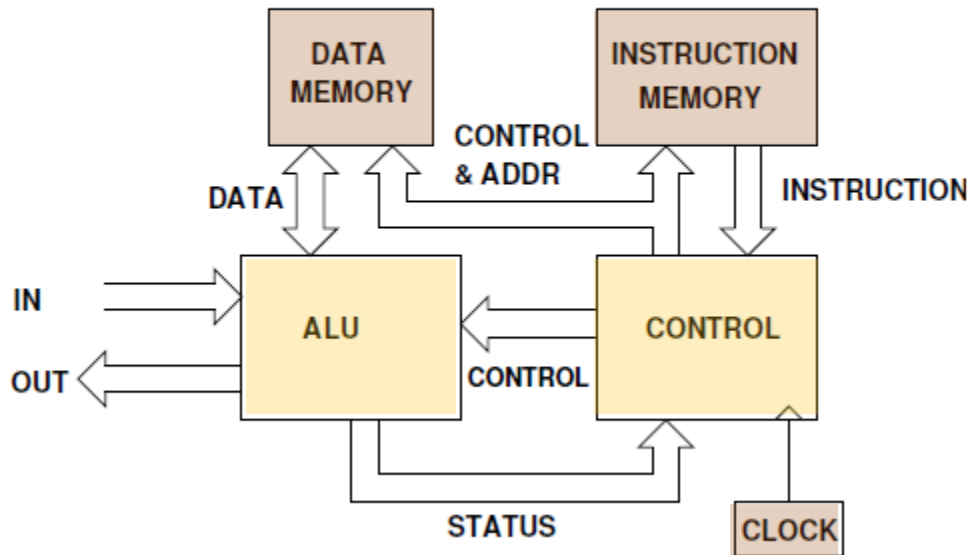 DATA
MEMORY
INSTRUCTION
MEMORY
CONTROL
& ADDR
DATA
INSTRUCTION
IN
ALU
CONTROL
OUT
CONTROL
STATUS
CLOCK